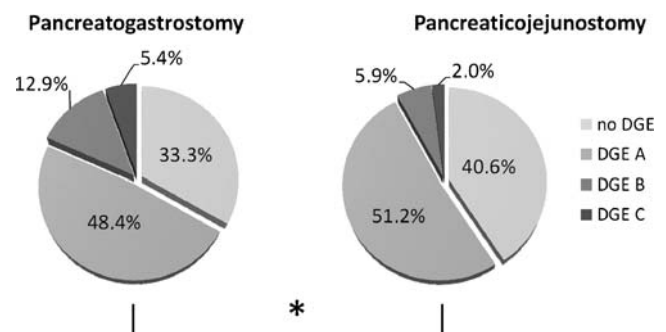 Pancreatogastrostomy
Pancreaticojejunostomy
5.4%
12.9%
33.3%
48.4%
2.0%
5.9%
40.6%
51.2%
no DGE
DGE A
DGE B
DGE C
*